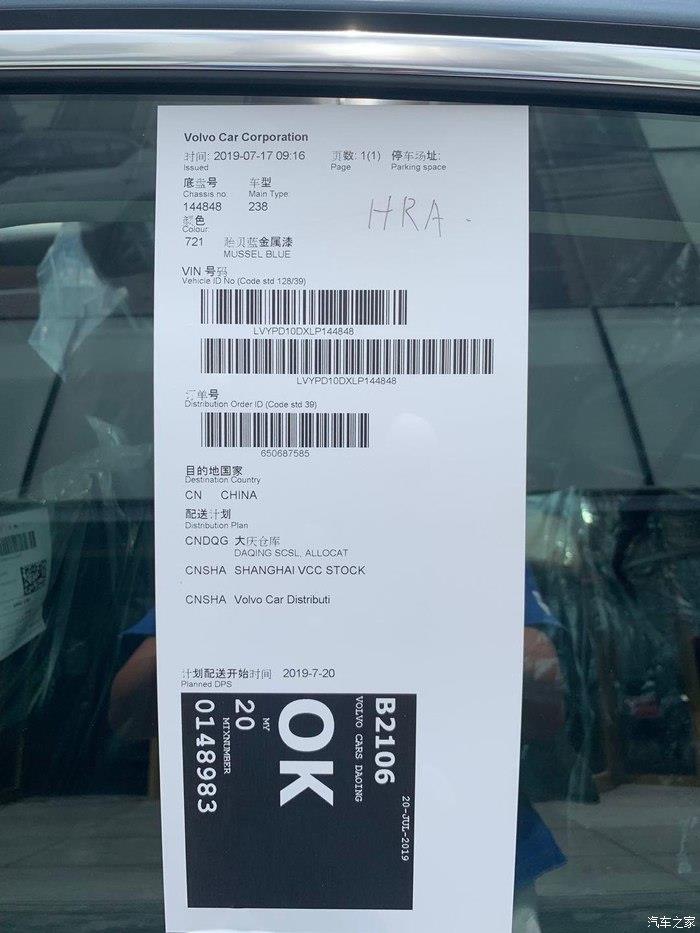 Volvo Car Corporation
时间: 2019-07-17 09:16 页数: 1(1) 停车场址:
Issued Page Parking space
底盘号 车型
Chassis no: Main Type:
144848 238
HRA
颜色
Colour:
721 贻贝蓝金属漆
MUSSEL BLUE
VIN 号码
Vehicle ID No (Code std 128/39)
LVYPD10DXLP144848
LVYPD10DXLP144848
订单号
Distribution Order ID (Code std 39)
650687585
目的地国家
Destination Country
CN CHINA
配送计划
Distribution Plan
CNDQG 大庆仓库
DAQING SCSL, ALLOCAT
CNSHA SHANGHAI VCC STOCK
CNSHA Volvo Car Distributi
计划配送开始时间 2019-7-20
Planned DPS
B2106
20-JUL-2019
VOLVO CARS DAQING
OK
MY
20
MIXNUMBER
0148983
汽车之家